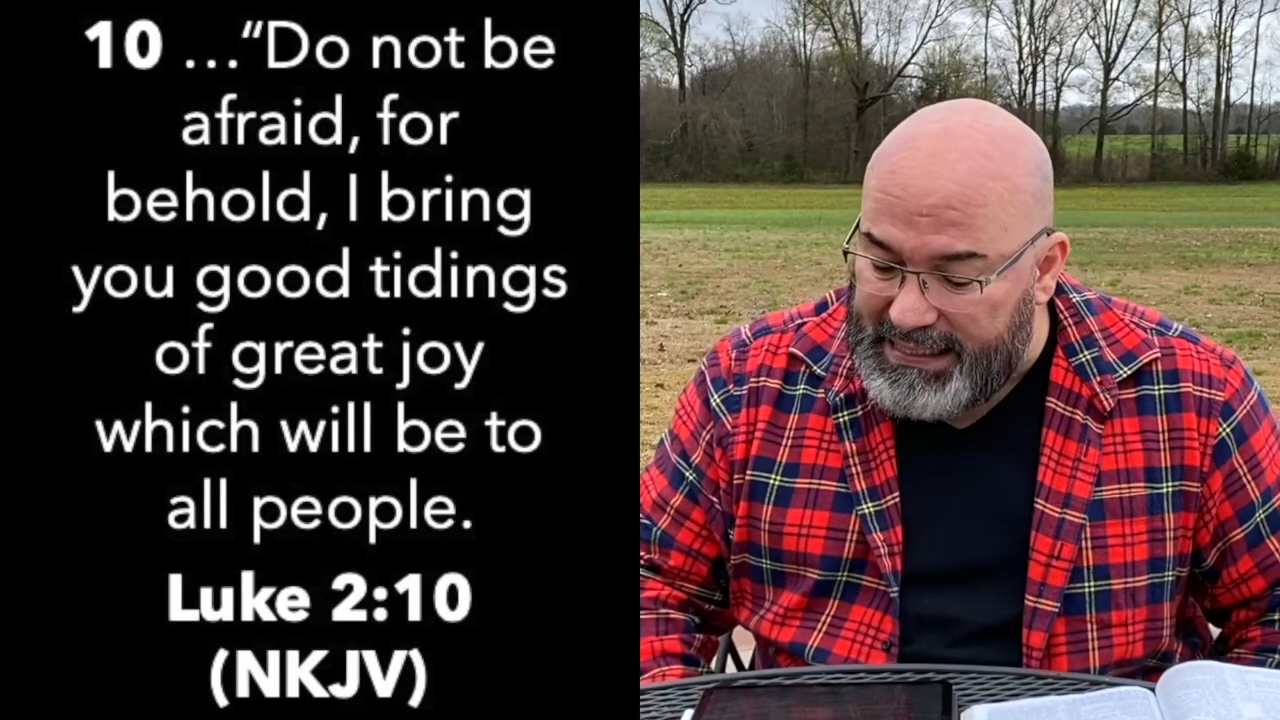 10 ...“Do not be
afraid, for
behold, I bring
you good tidings
of great joy
which will be to
all people.
Luke 2:10
(NKJV)